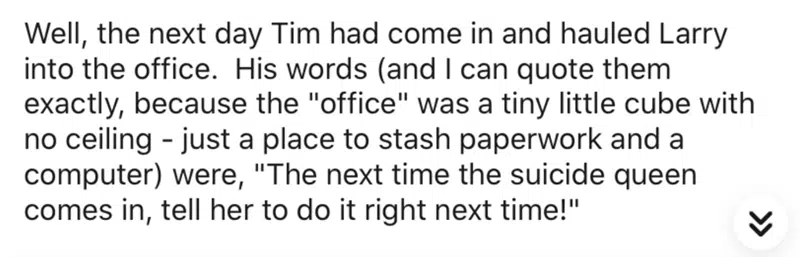 Well, the next day Tim had come in and hauled Larry
into the office.  His words (and I can quote them
exactly, because the "office" was a tiny little cube with
no ceiling - just a place to stash paperwork and a
computer) were, "The next time the suicide queen
comes in, tell her to do it right next time!"